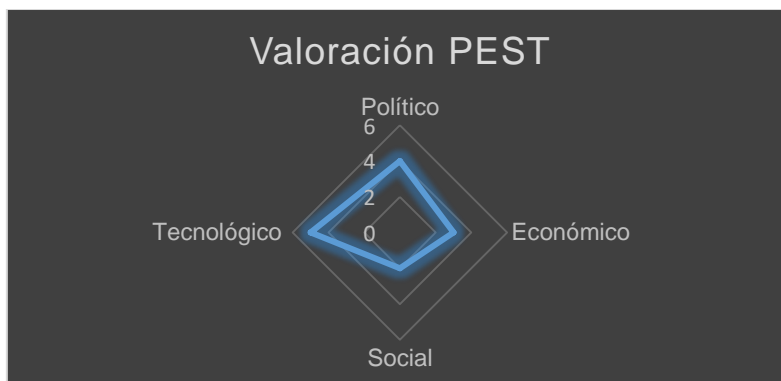 Valoración PEST
Político
6
4
2
0
Tecnológico
Económico
Social